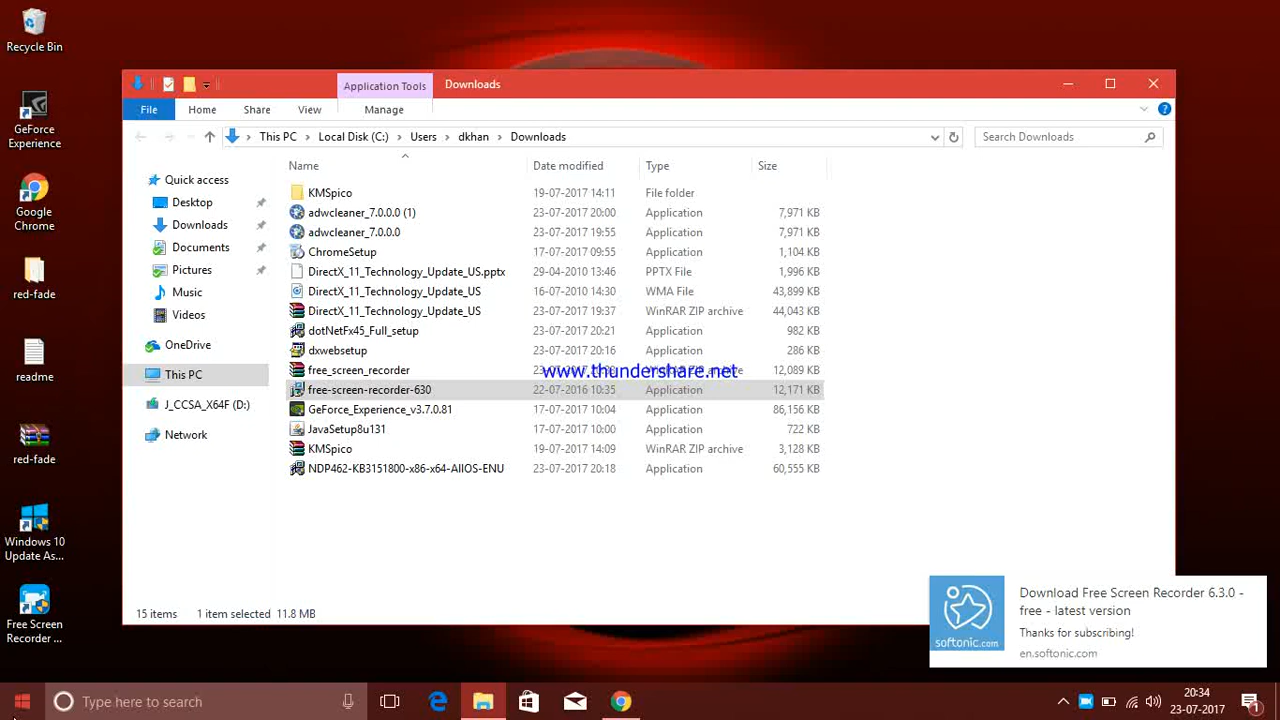 Recycle Bin
GeForce
Experience
Google
Chrome
red-fade
readme
red-fade
Windows 10
Update As...
Free Screen
Recorder ...
Application Tools
Downloads
File
Home
Share
View
Manage
This PC
Local Disk (C:)
Users
dkhan
Downloads
Search Downloads
Quick access
Desktop
Downloads
Documents
Pictures
Music
Videos
OneDrive
This PC
J_CCSA_X64F (D:)
Network
Name Date modified Type Size
KMSpico 19-07-2017 14:11 File folder
adwcleaner_7.0.0.0 (1) 23-07-2017 20:00 Application 7,971 KB
adwcleaner_7.0.0.0 23-07-2017 19:55 Application 7,971 KB
ChromeSetup 17-07-2017 09:55 Application 1,104 KB
DirectX_11_Technology_Update_US.pptx 29-04-2010 13:46 PPTX File 1,996 KB
DirectX_11_Technology_Update_US 16-07-2010 14:30 WMA File 43,899 KB
DirectX_11_Technology_Update_US 23-07-2017 19:37 WinRAR ZIP archive 44,043 KB
dotNetFx45_Full_setup 23-07-2017 20:21 Application 982 KB
dxwebsetup 23-07-2017 20:16 Application 286 KB
free_screen_recorder 12,089 KB
www.thundershare.net
free-screen-recorder-630 22-07-2016 10:35 Application 12,171 KB
GeForce_Experience_v3.7.0.81 17-07-2017 10:04 Application 86,156 KB
JavaSetup8u131 17-07-2017 10:00 Application 722 KB
KMSpico 19-07-2017 14:09 WinRAR ZIP archive 3,128 KB
NDP462-KB3151800-x86-x64-AllOS-ENU 23-07-2017 20:18 Application 60,555 KB
15 items 1 item selected 11.8 MB
softonic.com
Download Free Screen Recorder 6.3.0 -
free - latest version
Thanks for subscribing!
en.softonic.com
Type here to search
20:34
23-07-2017
1